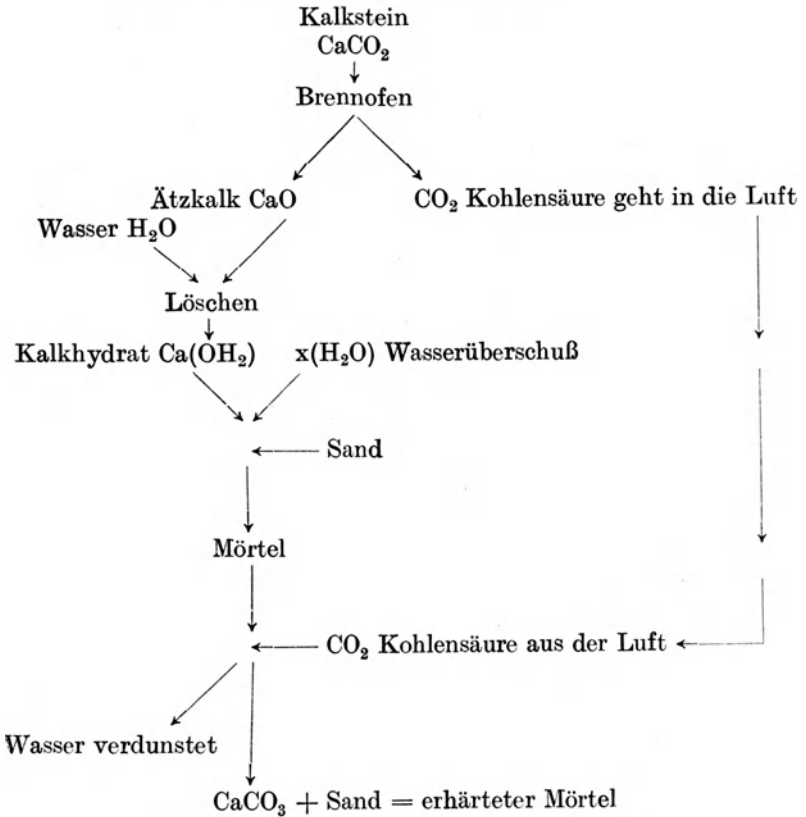 Kalkstein
CaCO₂
Brennofen
Ätzkalk CaO
CO₂ Kohlensäure geht in die Luft
Wasser H₂O
Löschen
Kalkhydrat Ca(OH₂) x(H₂O) Wasserüberschuß
Sand
Mörtel
CO₂ Kohlensäure aus der Luft
Wasser verdunstet
CaCO₃ + Sand = erhärteter Mörtel